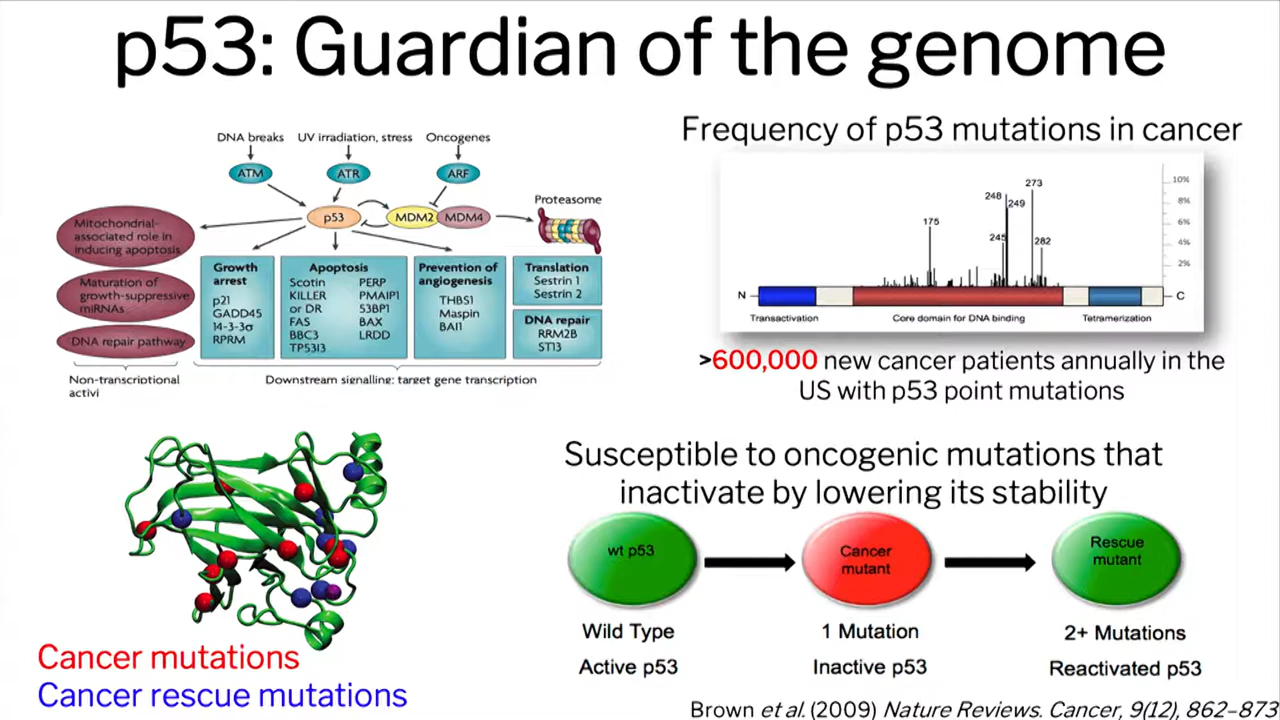 p53: Guardian of the genome
DNA breaks
UV irradiation, stress
Oncogenes
ATM
ATR
ARF
p53
MDM2
MDM4
Proteasome
Mitochondrial-
associated role in
inducing apoptosis
Maturation of
growth-suppressive
miRNAs
DNA repair pathway
Growth
arrest
p21
GADD45
14-3-3σ
RPRM
Apoptosis
Scotin
KILLER
or DR
FAS
BBC3
TP53I3
PERP
PMAIP1
53BP1
BAX
LRDD
Prevention of
angiogenesis
THBS1
Maspin
BAI1
Translation
Sestrin 1
Sestrin 2
DNA repair
RRM2B
ST13
Non-transcriptional
activi
Downstream signalling: target gene transcription
Frequency of p53 mutations in cancer
175
248
245
249
273
282
10%
8%
6%
4%
2%
N
C
Transactivation
Core domain for DNA binding
Tetramerization
>600,000 new cancer patients annually in the
US with p53 point mutations
Cancer mutations
Cancer rescue mutations
Susceptible to oncogenic mutations that
inactivate by lowering its stability
wt p53
Cancer
mutant
Rescue
mutant
Wild Type
1 Mutation
2+ Mutations
Active p53
Inactive p53
Reactivated p53
Brown et al. (2009) Nature Reviews. Cancer, 9(12), 862–873